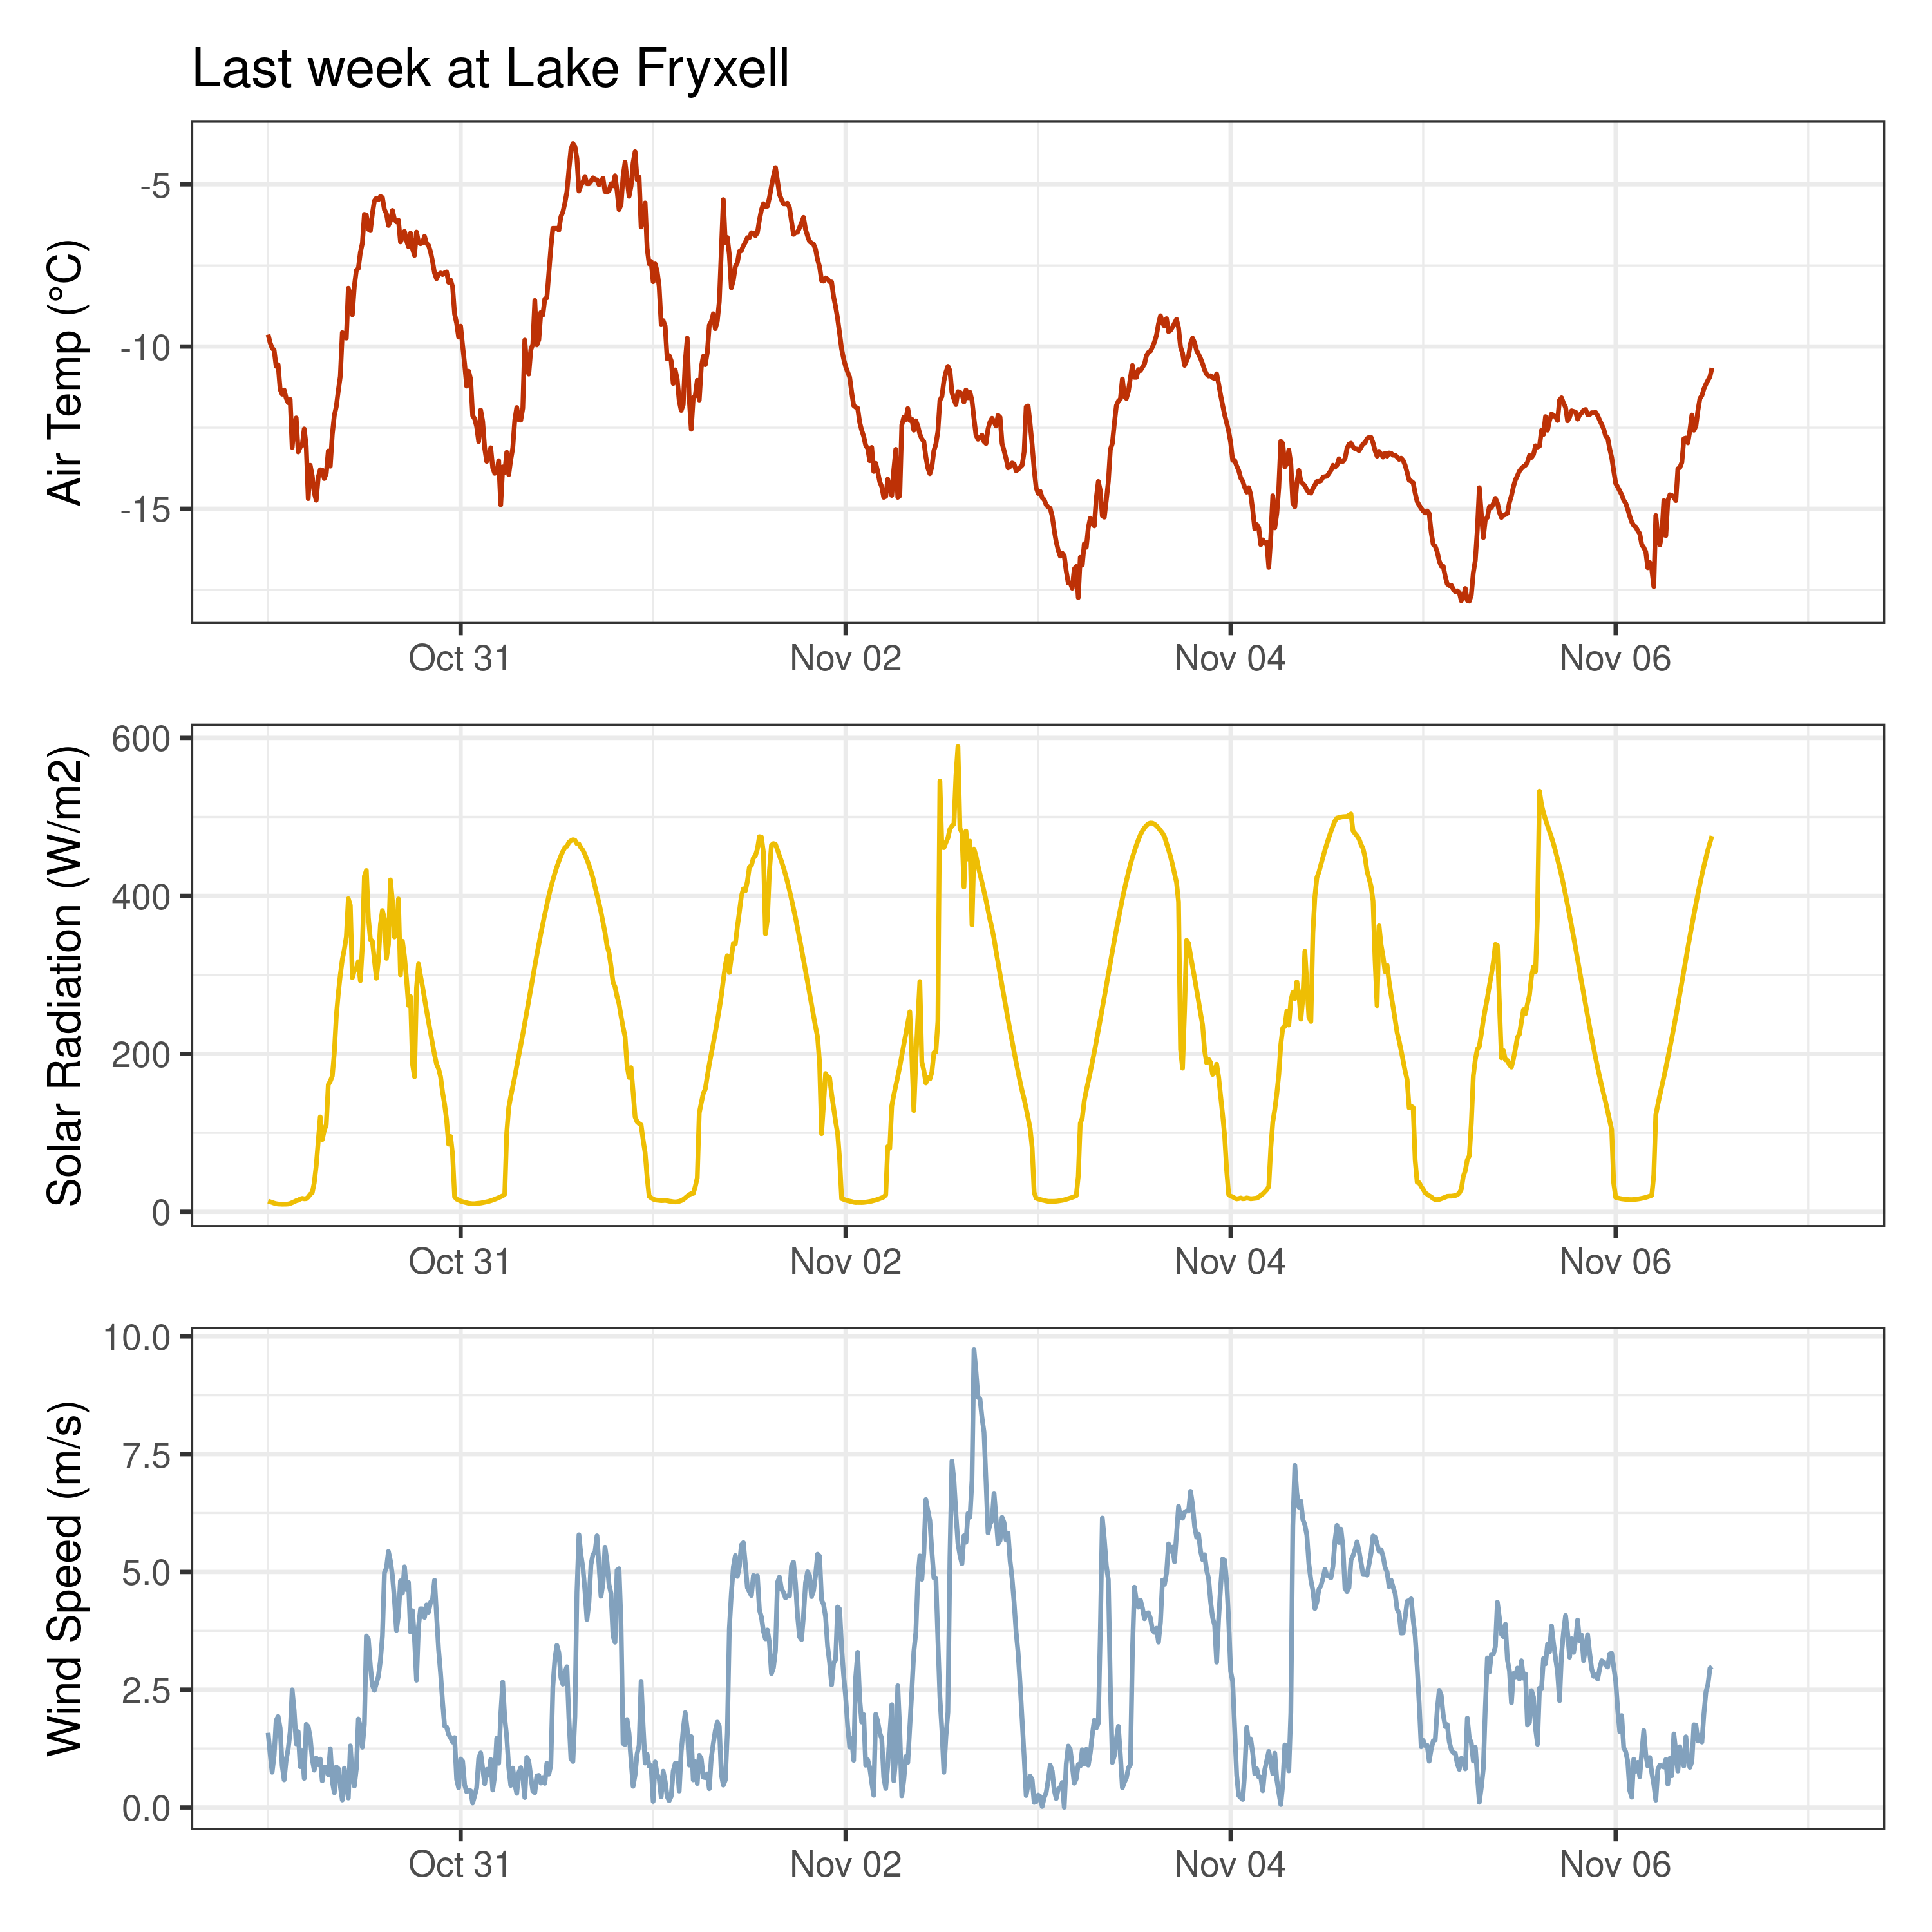 Last week at Lake Fryxell
Air Temp (°C)
-5
-10
-15
Oct 31 Nov 02 Nov 04 Nov 06
Solar Radiation (W/m2)
600
400
200
0
Oct 31 Nov 02 Nov 04 Nov 06
Wind Speed (m/s)
10.0
7.5
5.0
2.5
0.0
Oct 31 Nov 02 Nov 04 Nov 06